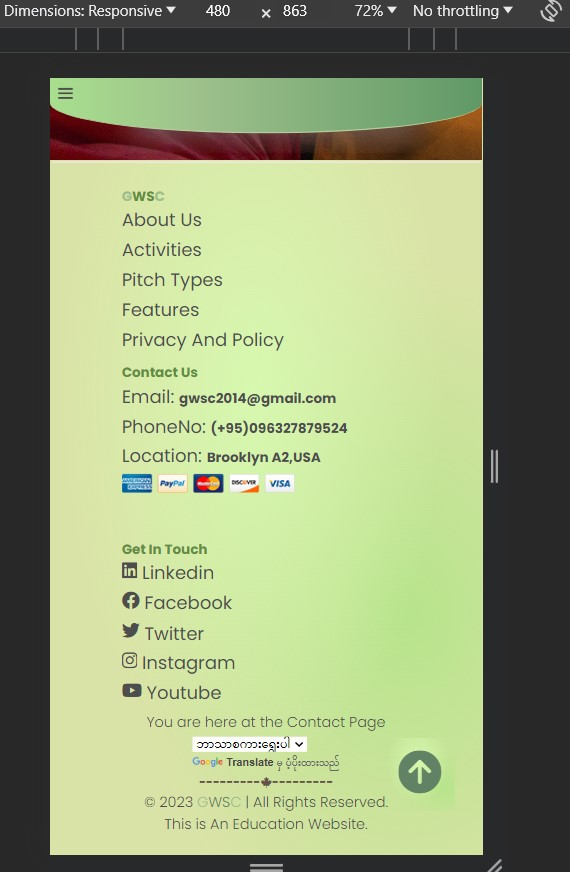 Dimensions: Responsive 480 × 863 72% No throttling
GWSC
About Us
Activities
Pitch Types
Features
Privacy And Policy
Contact Us
Email: gwsc2014@gmail.com
PhoneNo: (+95)096327879524
Location: Brooklyn A2,USA
AMERICAN EXPRESS PayPal MasterCard DISCOVER VISA
Get In Touch
Linkedin
Facebook
Twitter
Instagram
Youtube
You are here at the Contact Page
ဘာသာစကားရွေးပါ
Google Translate မှ ပံ့ပိုးထားသည်
© 2023 GWSC | All Rights Reserved.
This is An Education Website.